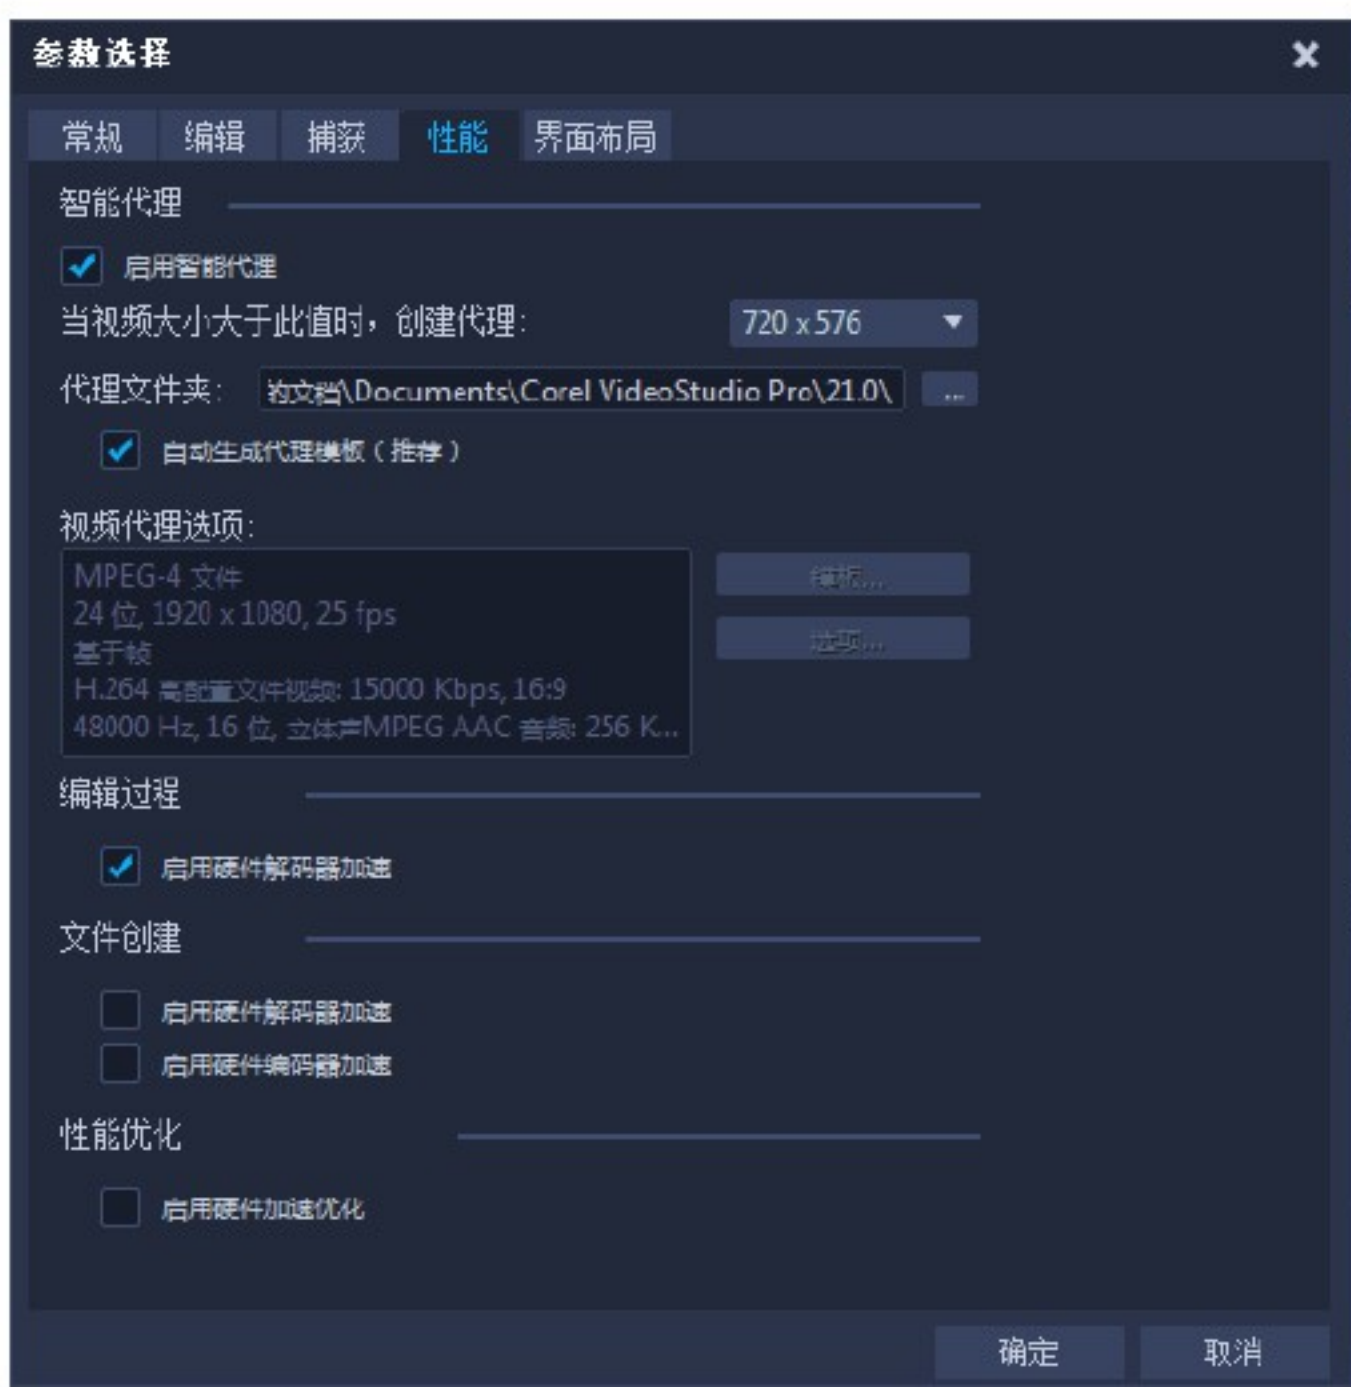 参数选择
常规 编辑 捕获 性能 界面布局
智能代理
启用智能代理
当视频大小大于此值时，创建代理: 720 x 576
代理文件夹: 的文档\Documents\Corel VideoStudio Pro\21.0\ ...
自动生成代理模板（推荐）
视频代理选项:
MPEG-4 文件
24 位, 1920 x 1080, 25 fps
基于帧
H.264 高配置文件视频: 15000 Kbps, 16:9
48000 Hz, 16 位, 立体声MPEG AAC 音频: 256 K...
模板...
选项...
编辑过程
启用硬件解码器加速
文件创建
启用硬件解码器加速
启用硬件编码器加速
性能优化
启用硬件加速优化
确定 取消